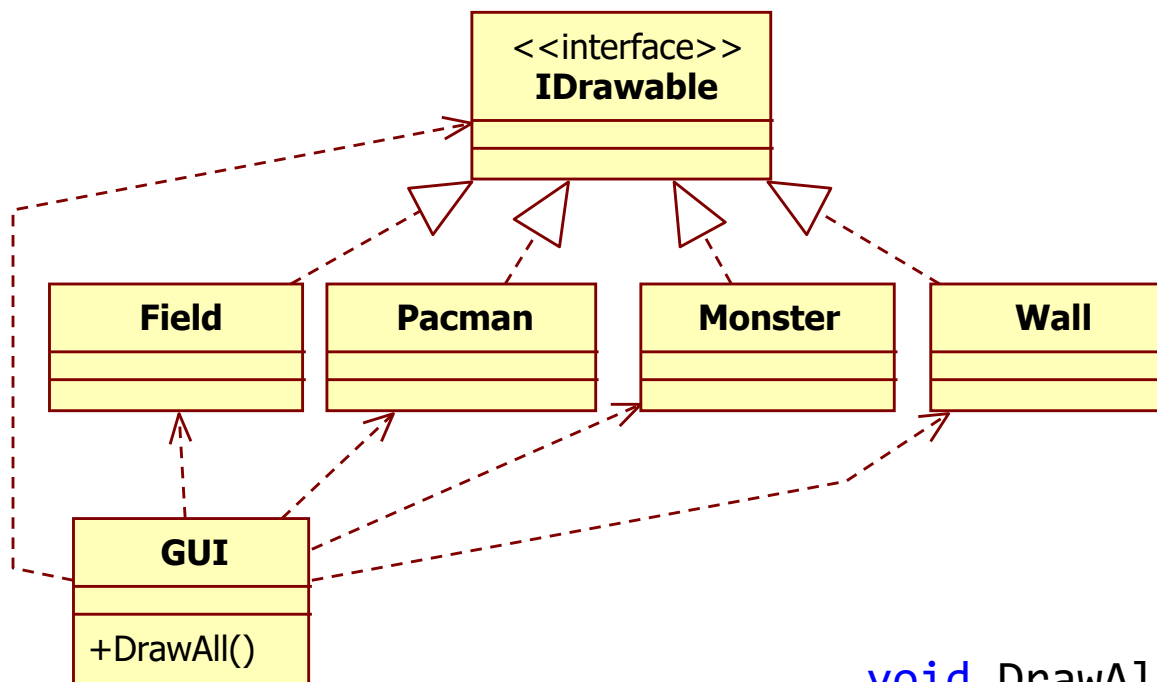 <<interface>>
IDrawable
Field
Pacman
Monster
Wall
GUI
+DrawAll()
void